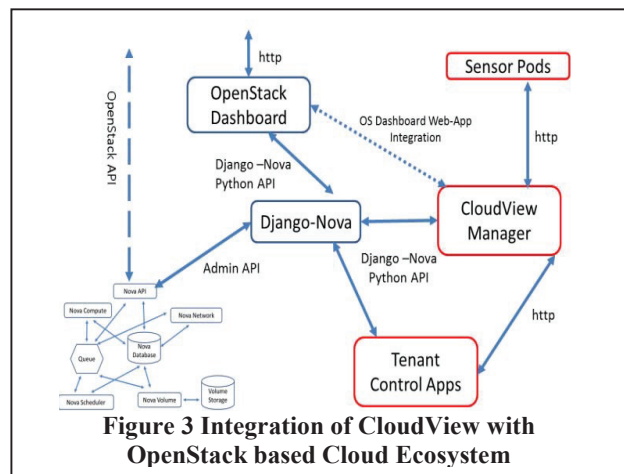 http
Sensor Pods
OpenStack
Dashboard
OpenStack API
OS Dashboard Web-App
Integration
http
Django –Nova
Python API
CloudView
Manager
Django-Nova
Admin API
Django –Nova
Python API
Nova API
Nova Compute
Nova Network
http
Nova
Database
Queue
Tenant
Control Apps
Volume
Storage
Nova Scheduler
Nova Volume
Figure 3 Integration of CloudView with
OpenStack based Cloud Ecosystem